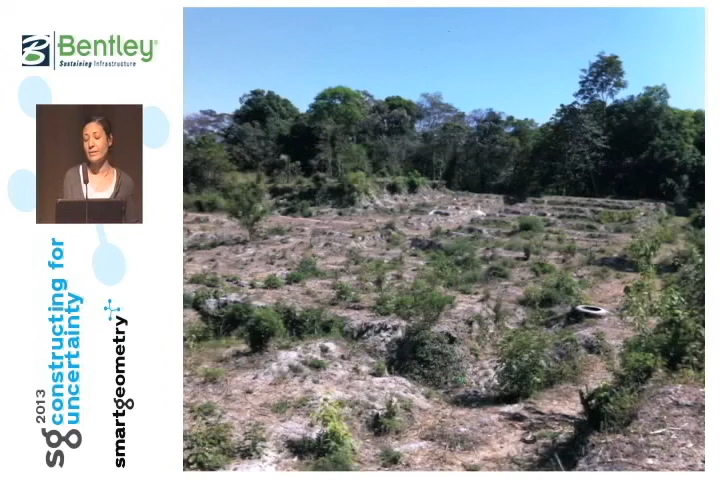 Bentley®
Sustaining Infrastructure
sg 2013
constructing for
uncertainty
smartgeometry